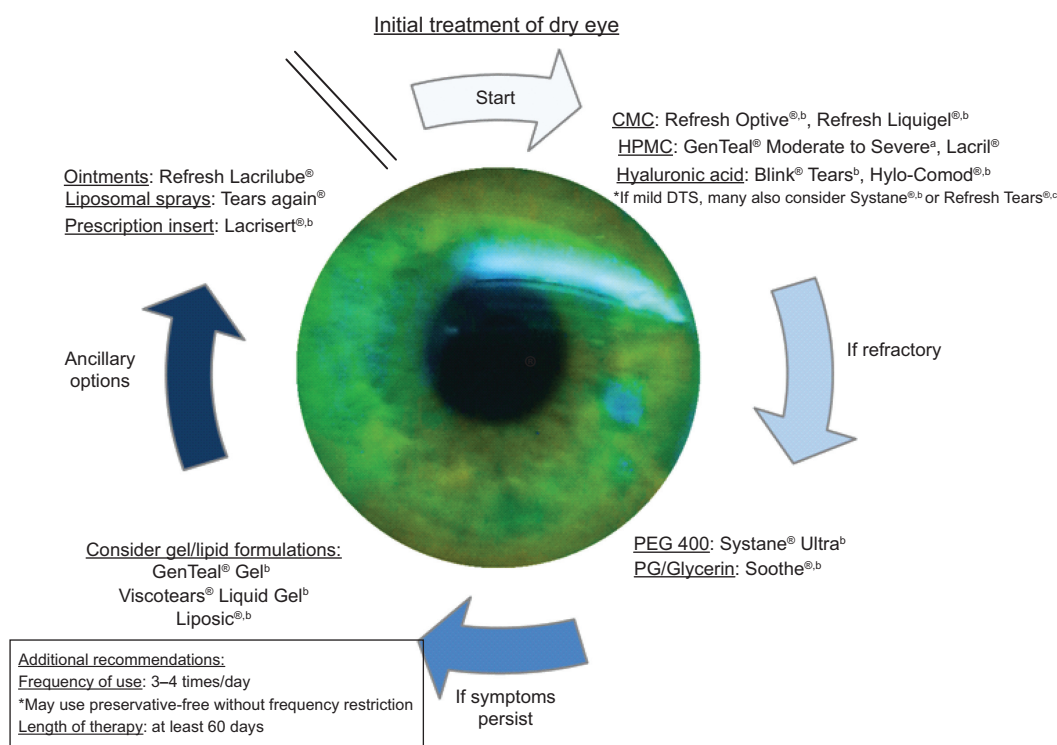 Initial treatment of dry eye
Start
CMC: Refresh Optive®,b, Refresh Liquigel®,b
HPMC: GenTeal® Moderate to Severeᵃ, Lacril®
Hyaluronic acid: Blink® Tearsᵇ, Hylo-Comod®,b
*If mild DTS, many also consider Systane®,b or Refresh Tears®,c
If refractory
PEG 400: Systane® Ultraᵇ
PG/Glycerin: Soothe®,b
If symptoms
persist
Consider gel/lipid formulations:
GenTeal® Gelᵇ
Viscotears® Liquid Gelᵇ
Liposic®,b
Additional recommendations:
Frequency of use: 3–4 times/day
*May use preservative-free without frequency restriction
Length of therapy: at least 60 days
Ancillary
options
Ointments: Refresh Lacrilube®
Liposomal sprays: Tears again®
Prescription insert: Lacrisert®,b
®